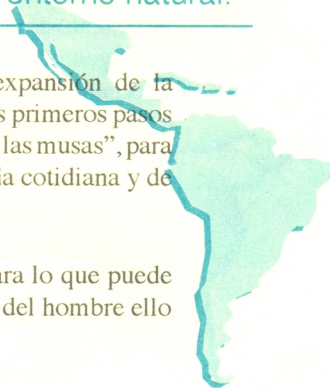 entorno natural.
expansión de la
s primeros pasos
las musas”, para
ía cotidiana y de
ara lo que puede
del hombre ello